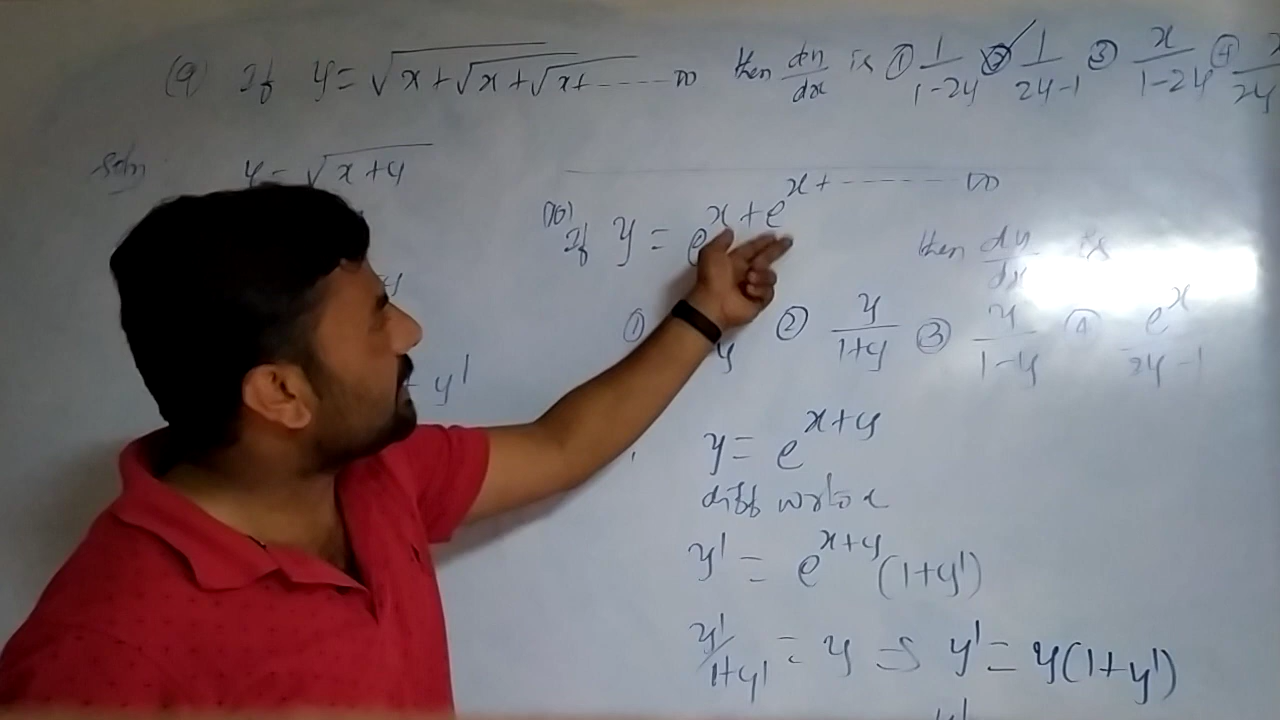 (9) If y = √x+√x+√x+ ----- ∞ then dy/dx is ① 1/1-2y ② 1/2y-1 ③ x/1-2y ④ x/2y
Soln y = √x+y
(10) If y = e^x+e^x+ ------- ∞ then dy/dx is
① y ② y/1+y ③ y/1-y ④ e^x/2y-1
y'
y = e^x+y
diff wr to x
y' = e^x+y (1+y')
y'/1+y' = y ⇒ y' = y(1+y')